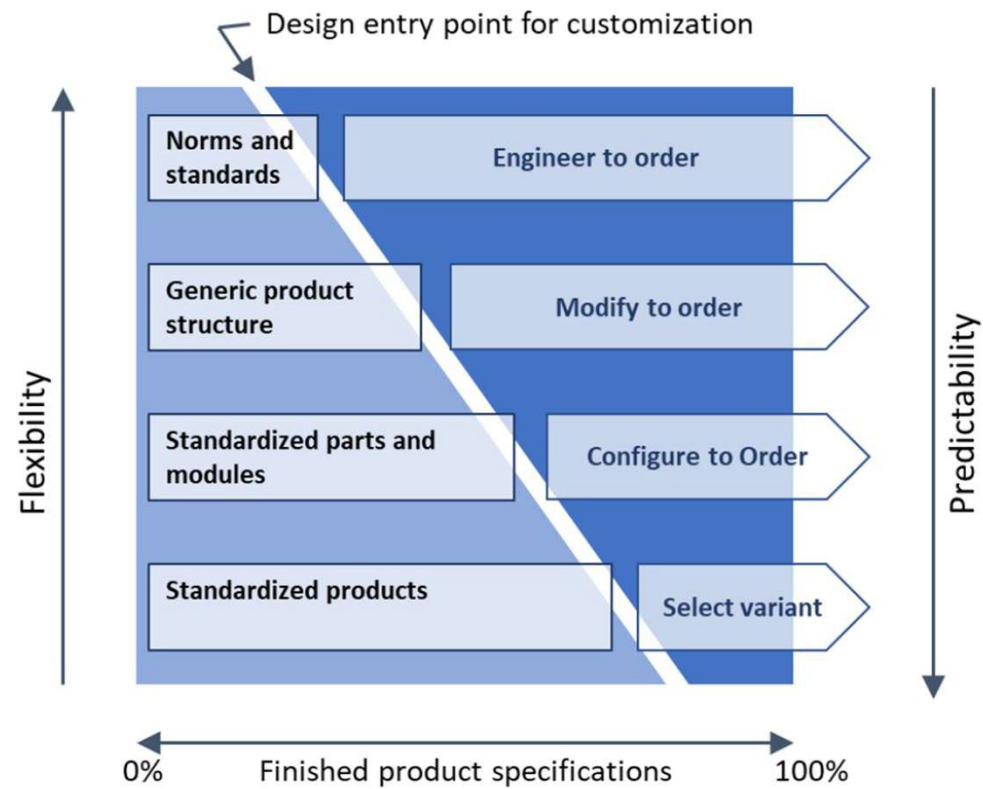 Design entry point for customization
Norms and
standards
Engineer to order
Generic product
structure
Modify to order
Standardized parts and
modules
Configure to Order
Standardized products
Select variant
Flexibility
Predictability
0%
Finished product specifications
100%